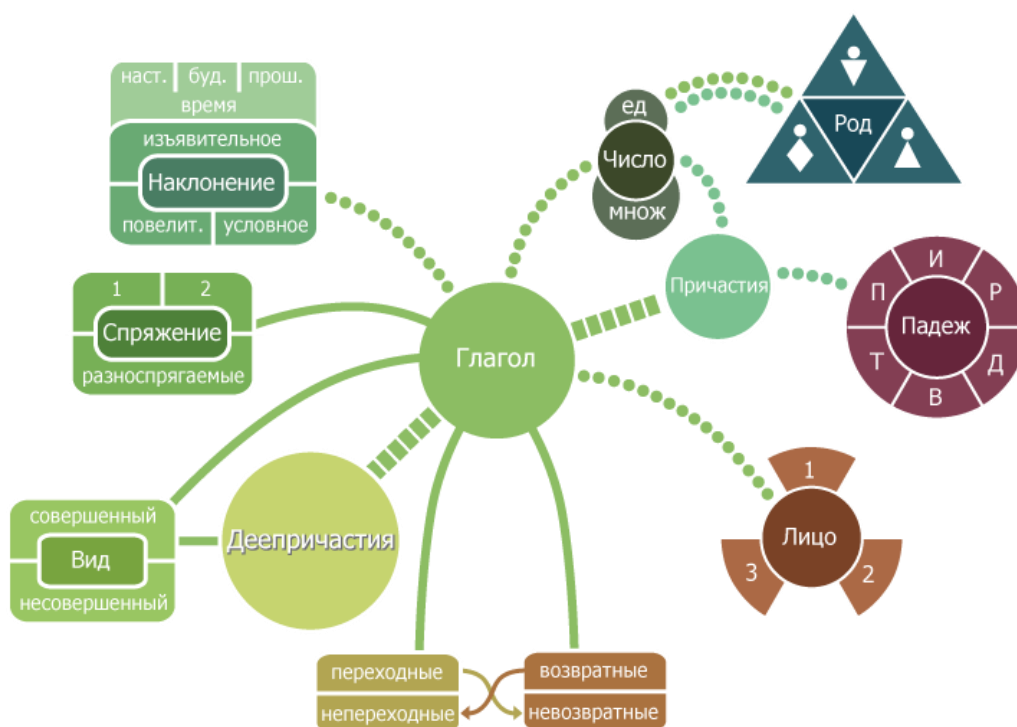 наст. буд. прош.
время
изъявительное
Наклонение
повелит. условное
1 2
Спряжение
разноспрягаемые
совершенный
Вид
несовершенный
Деепричастия
Глагол
ед
Число
множ
Род
Причастия
И
П Р
Падеж
Т Д
В
1
Лицо
3 2
переходные возвратные
непереходные невозвратные